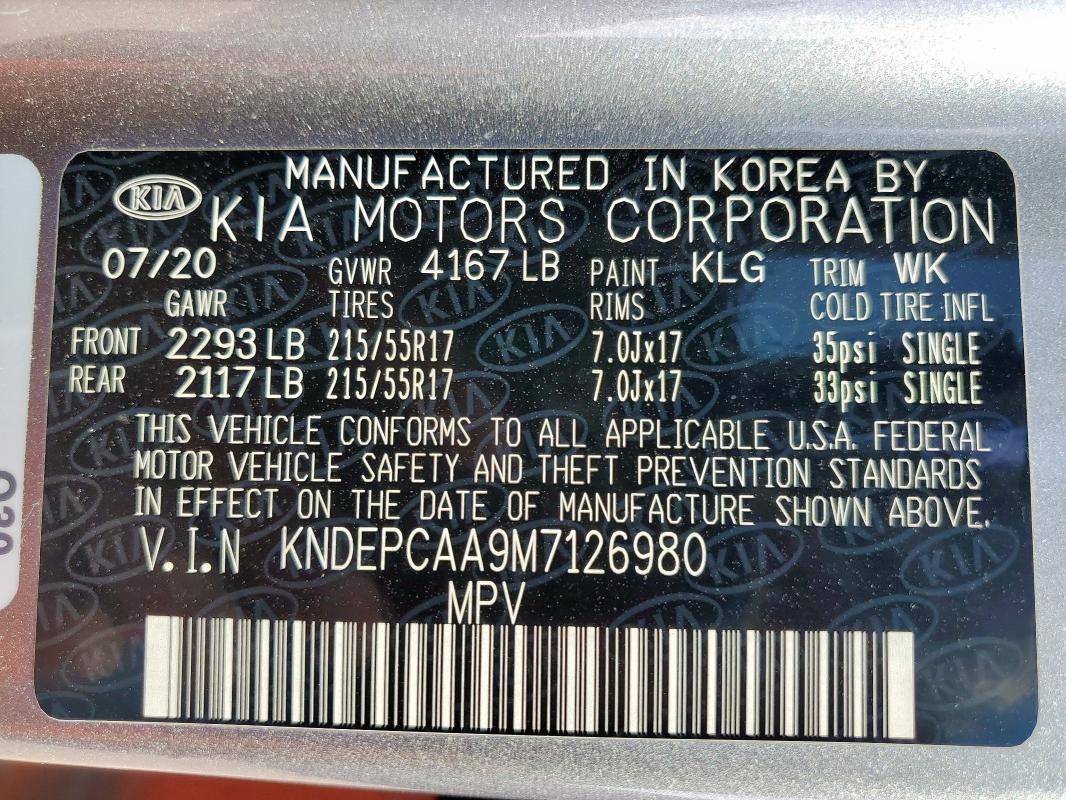 MANUFACTURED IN KOREA BY
KIA KIA MOTORS CORPORATION
07/20 GVWR 4167 LB PAINT KLG TRIM WK
GAWR TIRES RIMS COLD TIRE INFL
FRONT 2293 LB 215/55R17 7.0Jx17 35psi SINGLE
REAR 2117 LB 215/55R17 7.0Jx17 33psi SINGLE
THIS VEHICLE CONFORMS TO ALL APPLICABLE U.S.A. FEDERAL
MOTOR VEHICLE SAFETY AND THEFT PREVENTION STANDARDS
IN EFFECT ON THE DATE OF MANUFACTURE SHOWN ABOVE.
V.I.N KNDEPCAA9M7126980
MPV